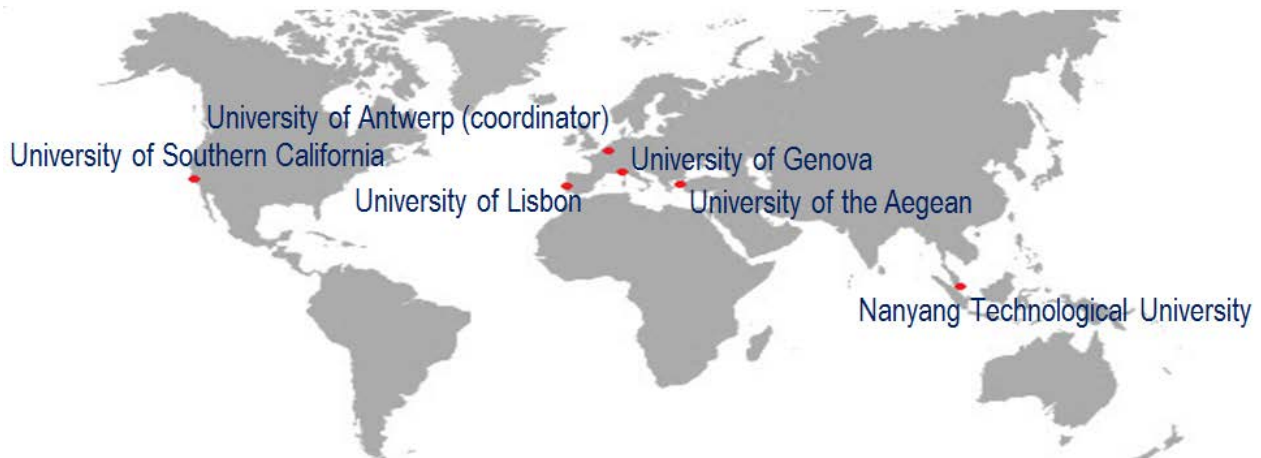 University of Antwerp (coordinator)
University of Southern California
University of Genova
University of Lisbon
University of the Aegean
Nanyang Technological University